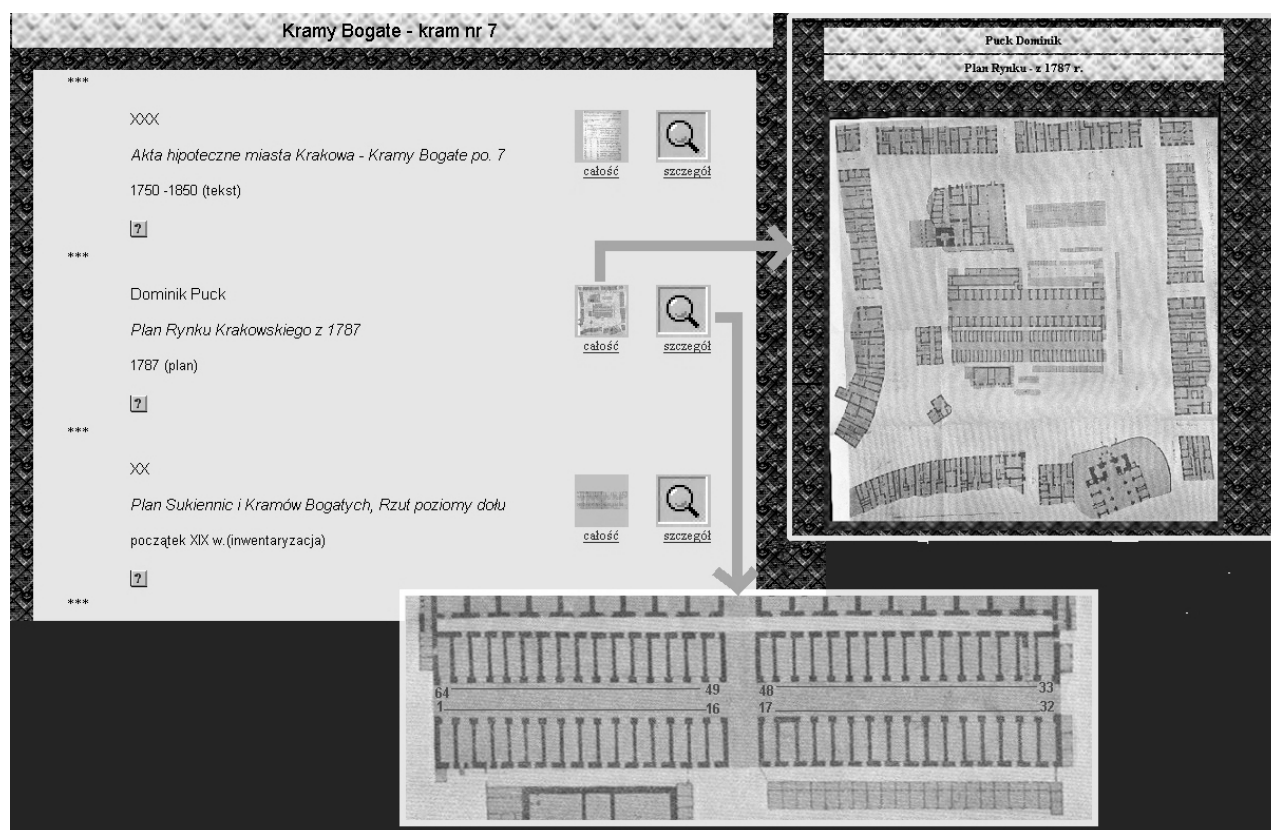 Kramy Bogate - kram nr 7
***
XXX
Akta hipoteczne miasta Krakowa - Kramy Bogate po. 7
1750 -1850 (tekst)
całość
szczegół
?
***
Dominik Puck
Plan Rynku Krakowskiego z 1787
1787 (plan)
całość
szczegół
?
***
XX
Plan Sukiennic i Kramów Bogatych, Rzut poziomy dołu
początek XIX w.(inwentaryzacja)
całość
szczegół
?
***
Puck Dominik
Plan Rynku - z 1787 r.
64 49 48 33
1 16 17 32